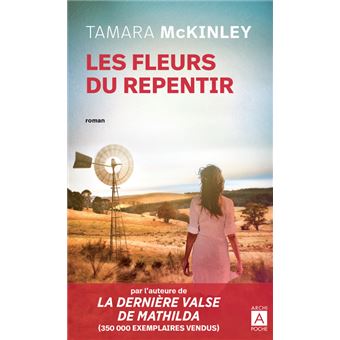 TAMARA McKINLEY
LES FLEURS
DU REPENTIR
roman
par l'auteure de
LA DERNIÈRE VALSE
DE MATHILDA
(350 000 EXEMPLAIRES VENDUS)
ARCHI
A
POCHE